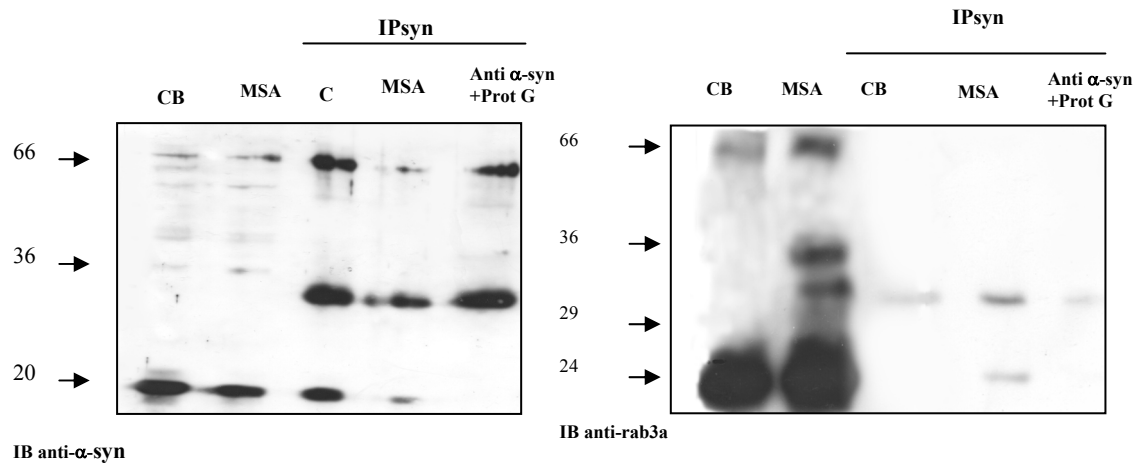 IPsyn
CB MSA C MSA Anti α-syn
+Prot G
66
36
20
IB anti-α-syn
IPsyn
CB MSA CB MSA Anti α-syn
+Prot G
66
36
29
24
IB anti-rab3a